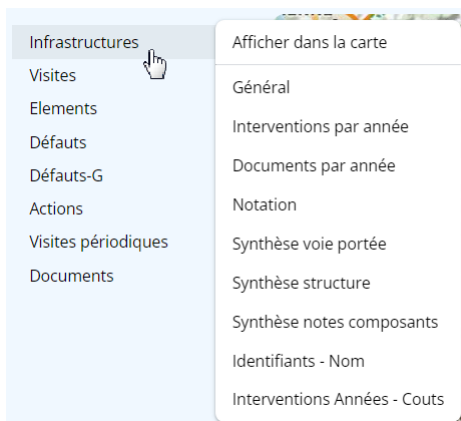 Infrastructures
Visites
Elements
Défauts
Défauts-G
Actions
Visites périodiques
Documents
Afficher dans la carte
Général
Interventions par année
Documents par année
Notation
Synthèse voie portée
Synthèse structure
Synthèse notes composants
Identifiants - Nom
Interventions Années - Couts